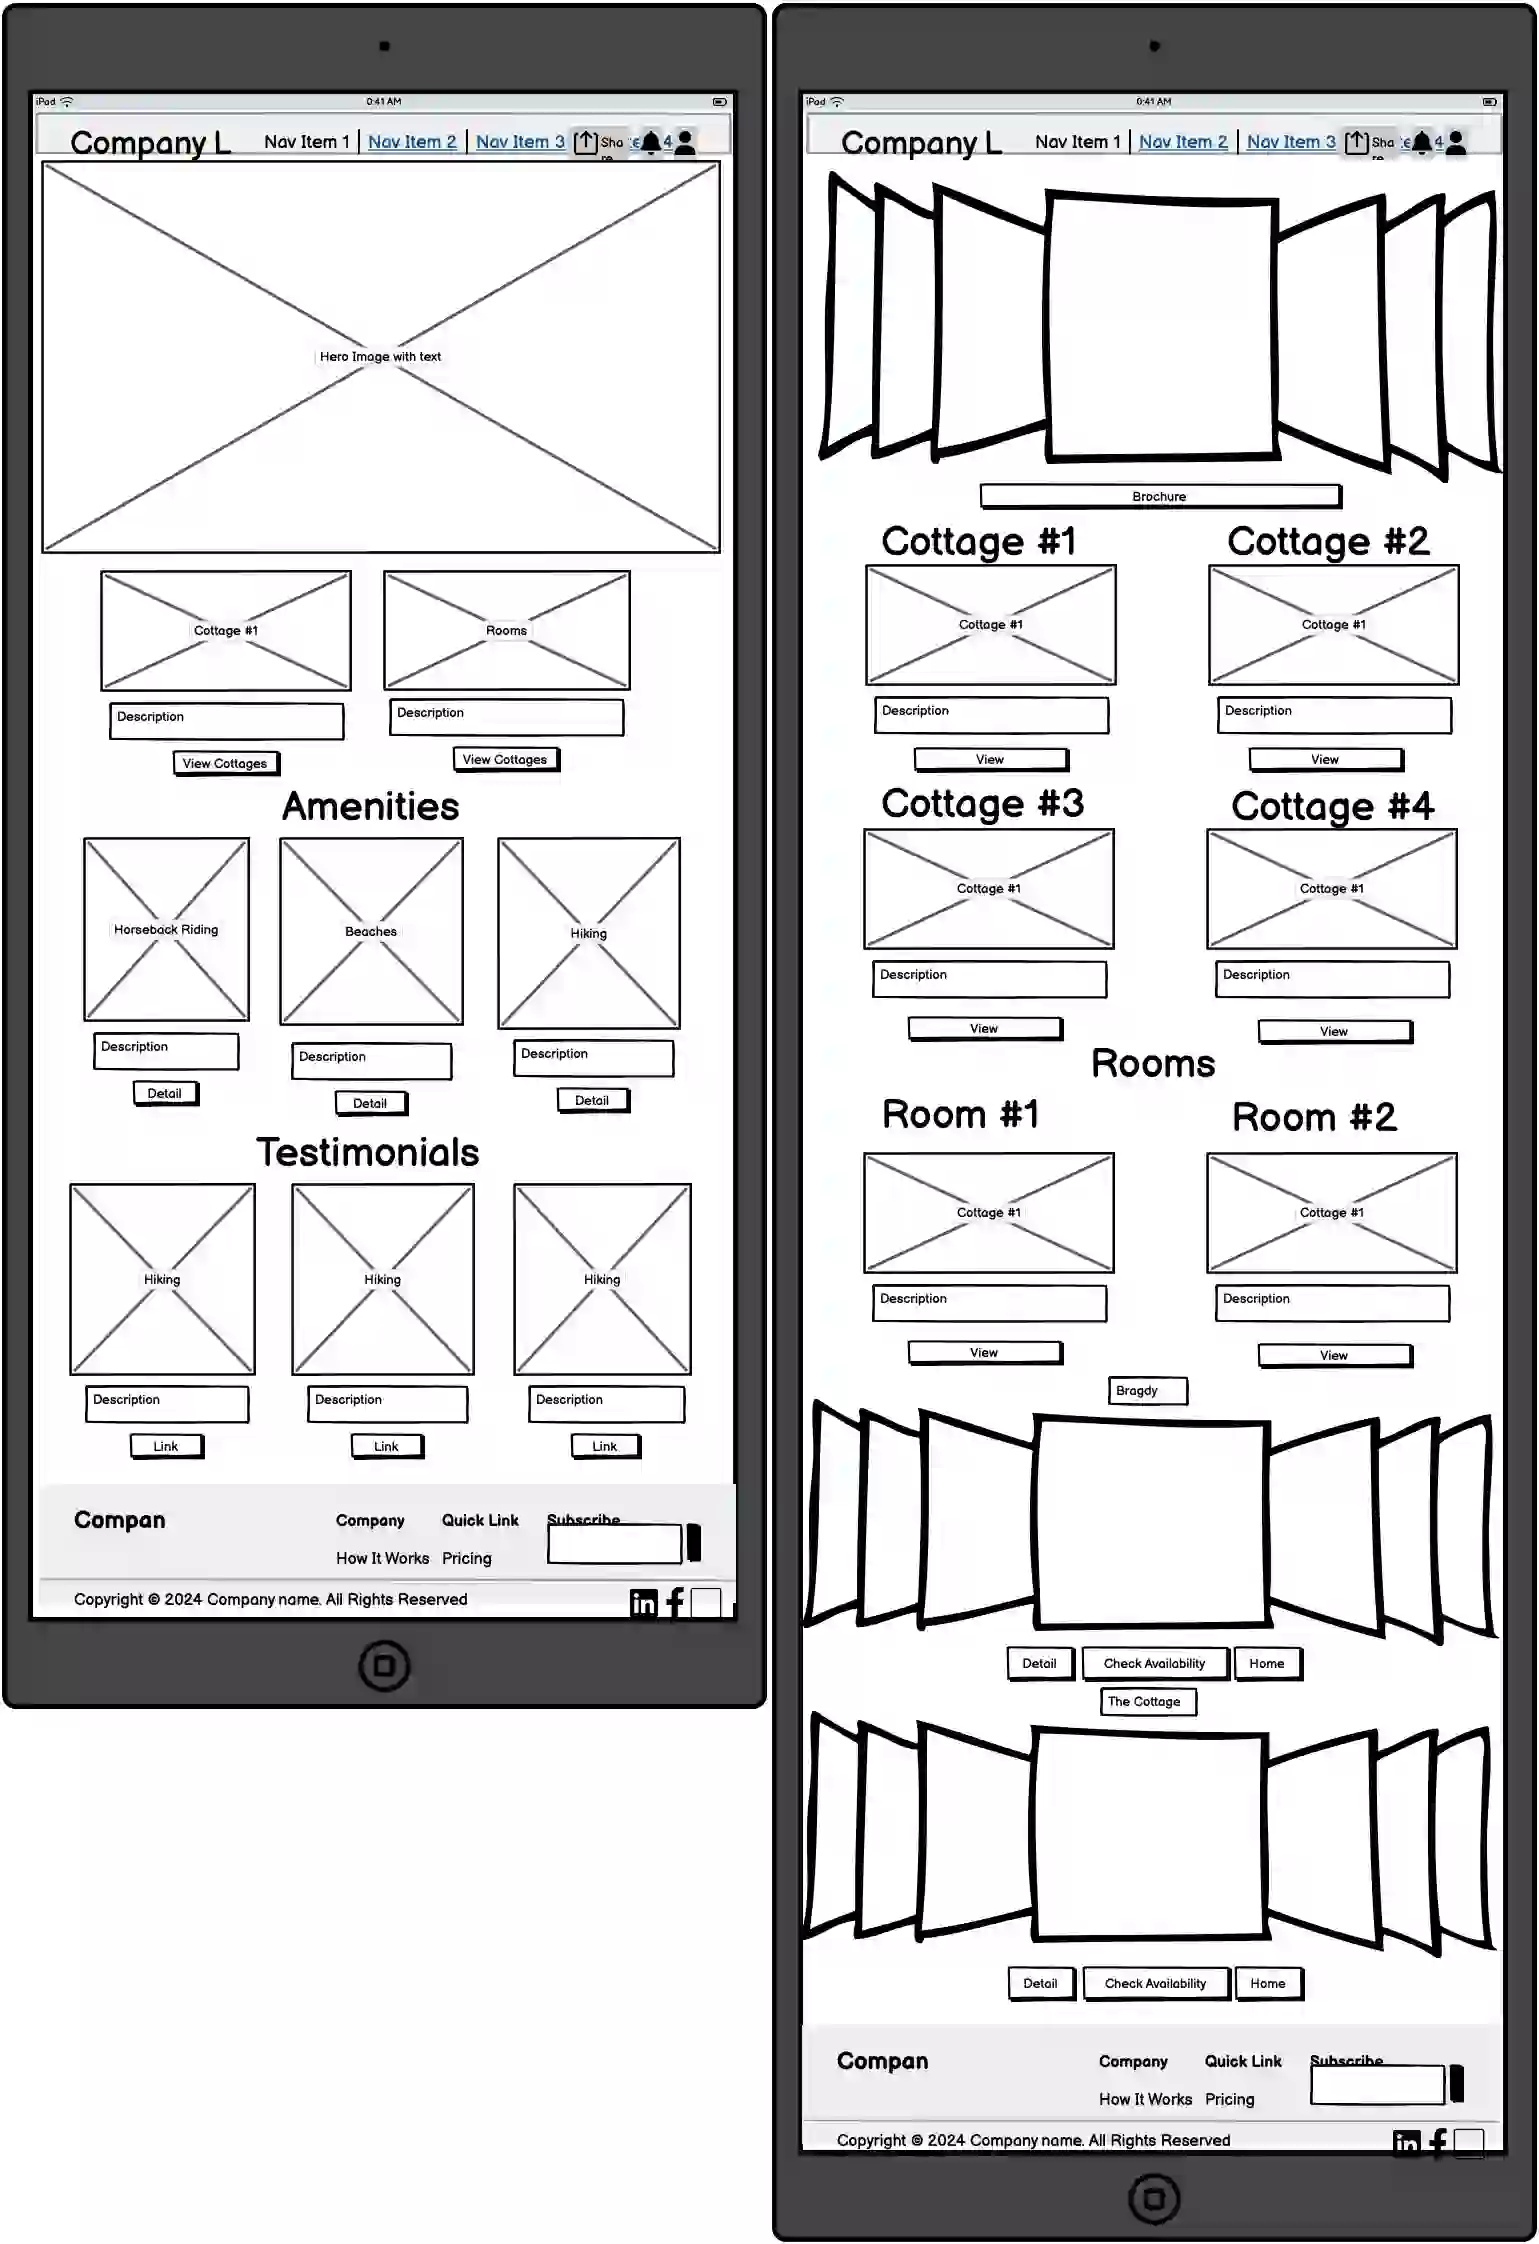 iPad 0:41 AM
Company L Nav Item 1 Nav Item 2 Nav Item 3 Sha 4
re
Hero Image with text
Cottage #1 Rooms
Description Description
View Cottages View Cottages
Amenities
Horseback Riding Beaches Hiking
Description Description Description
Detail Detail Detail
Testimonials
Hiking Hiking Hiking
Description Description Description
Link Link Link
Compan Company Quick Link Subscribe
How It Works Pricing
Copyright © 2024 Company name. All Rights Reserved in f
iPad 0:41 AM
Company L Nav Item 1 Nav Item 2 Nav Item 3 Sha 4
re
Brochure
Cottage #1 Cottage #2
Cottage #1 Cottage #1
Description Description
View View
Cottage #3 Cottage #4
Cottage #1 Cottage #1
Description Description
View View
Rooms
Room #1 Room #2
Cottage #1 Cottage #1
Description Description
View View
Bragdy
Detail Check Availability Home
The Cottage
Detail Check Availability Home
Compan Company Quick Link Subscribe
How It Works Pricing
Copyright © 2024 Company name. All Rights Reserved in f